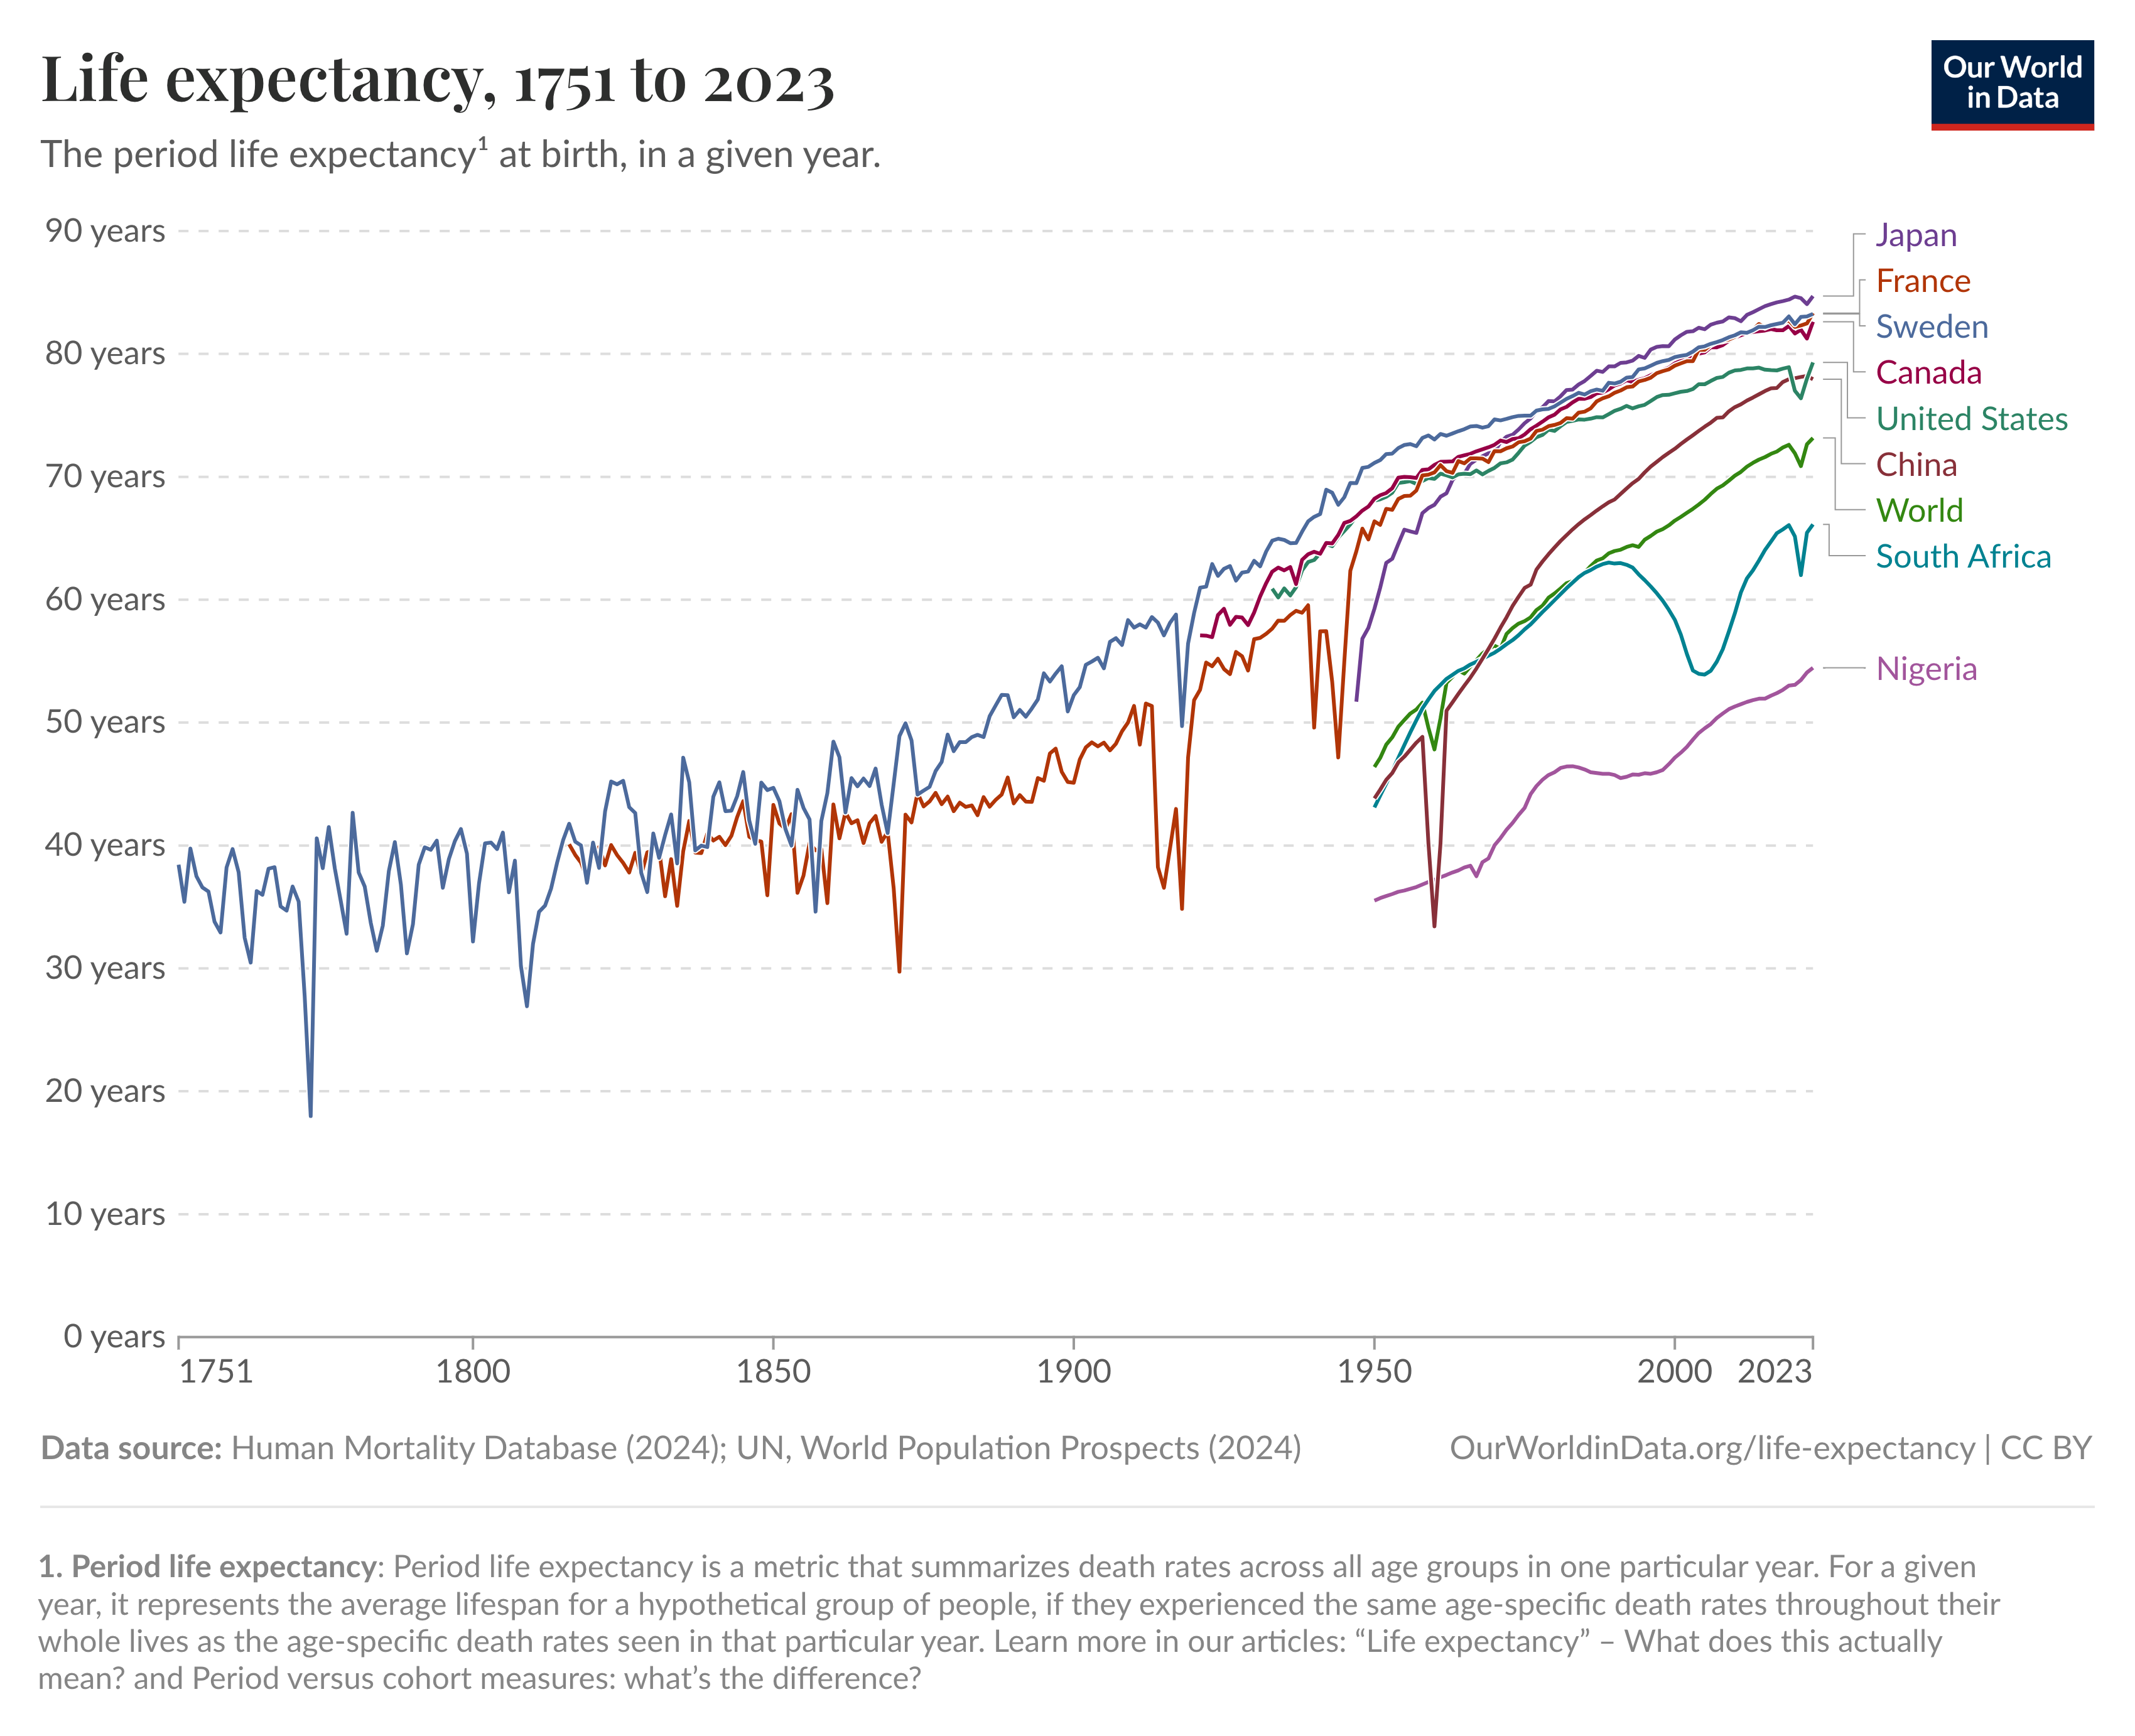 Life expectancy, 1751 to 2023
Our World
in Data
The period life expectancy¹ at birth, in a given year.
90 years
80 years
70 years
60 years
50 years
40 years
30 years
20 years
10 years
0 years
Japan
France
Sweden
Canada
United States
China
World
South Africa
Nigeria
1751 1800 1850 1900 1950 2000 2023
Data source: Human Mortality Database (2024); UN, World Population Prospects (2024)
OurWorldinData.org/life-expectancy | CC BY
1. Period life expectancy: Period life expectancy is a metric that summarizes death rates across all age groups in one particular year. For a given
year, it represents the average lifespan for a hypothetical group of people, if they experienced the same age-specific death rates throughout their
whole lives as the age-specific death rates seen in that particular year. Learn more in our articles: “Life expectancy” – What does this actually
mean? and Period versus cohort measures: what’s the difference?